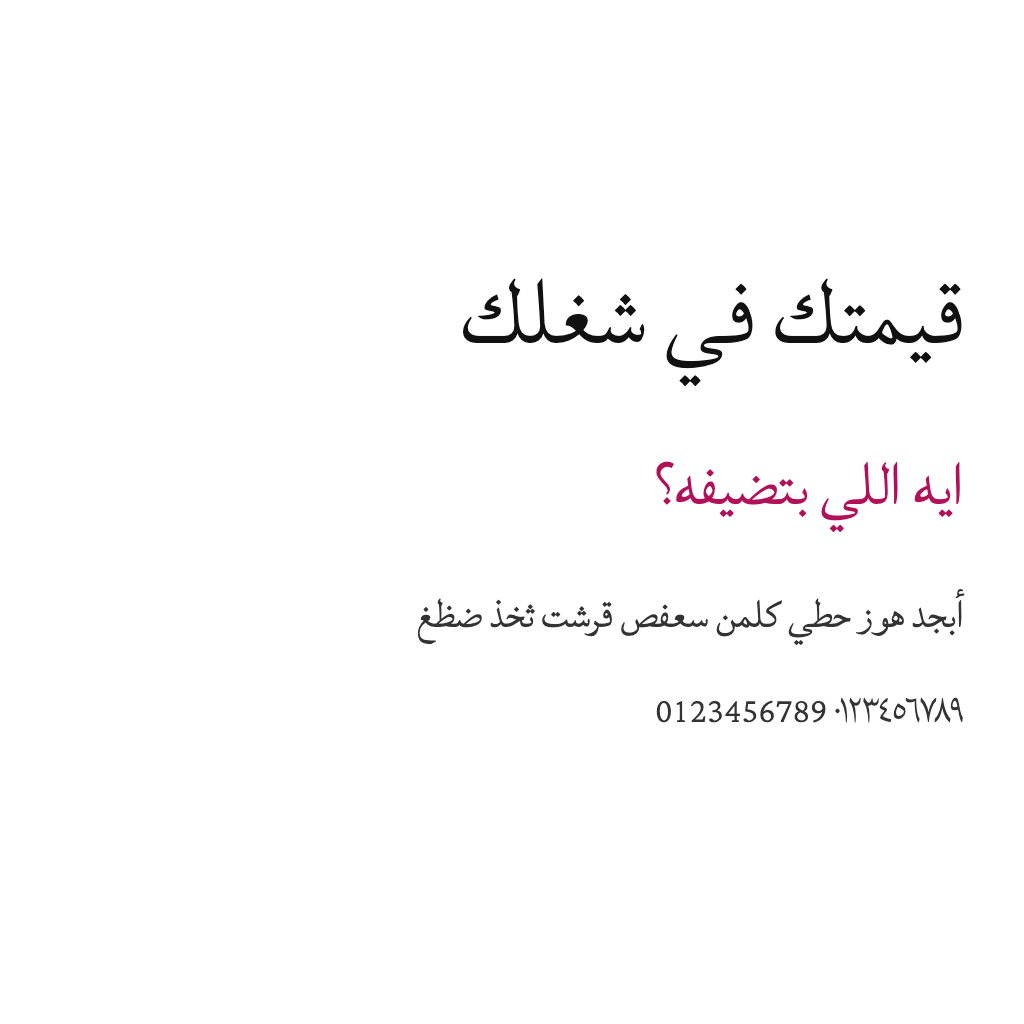 قيمتك في شغلك
ايه اللي بتضيفه؟
أبجد هوز حطي كلمن سعفص قرشت ثخذ ضظغ
٠١٢٣٤٥٦٧٨٩ 0123456789